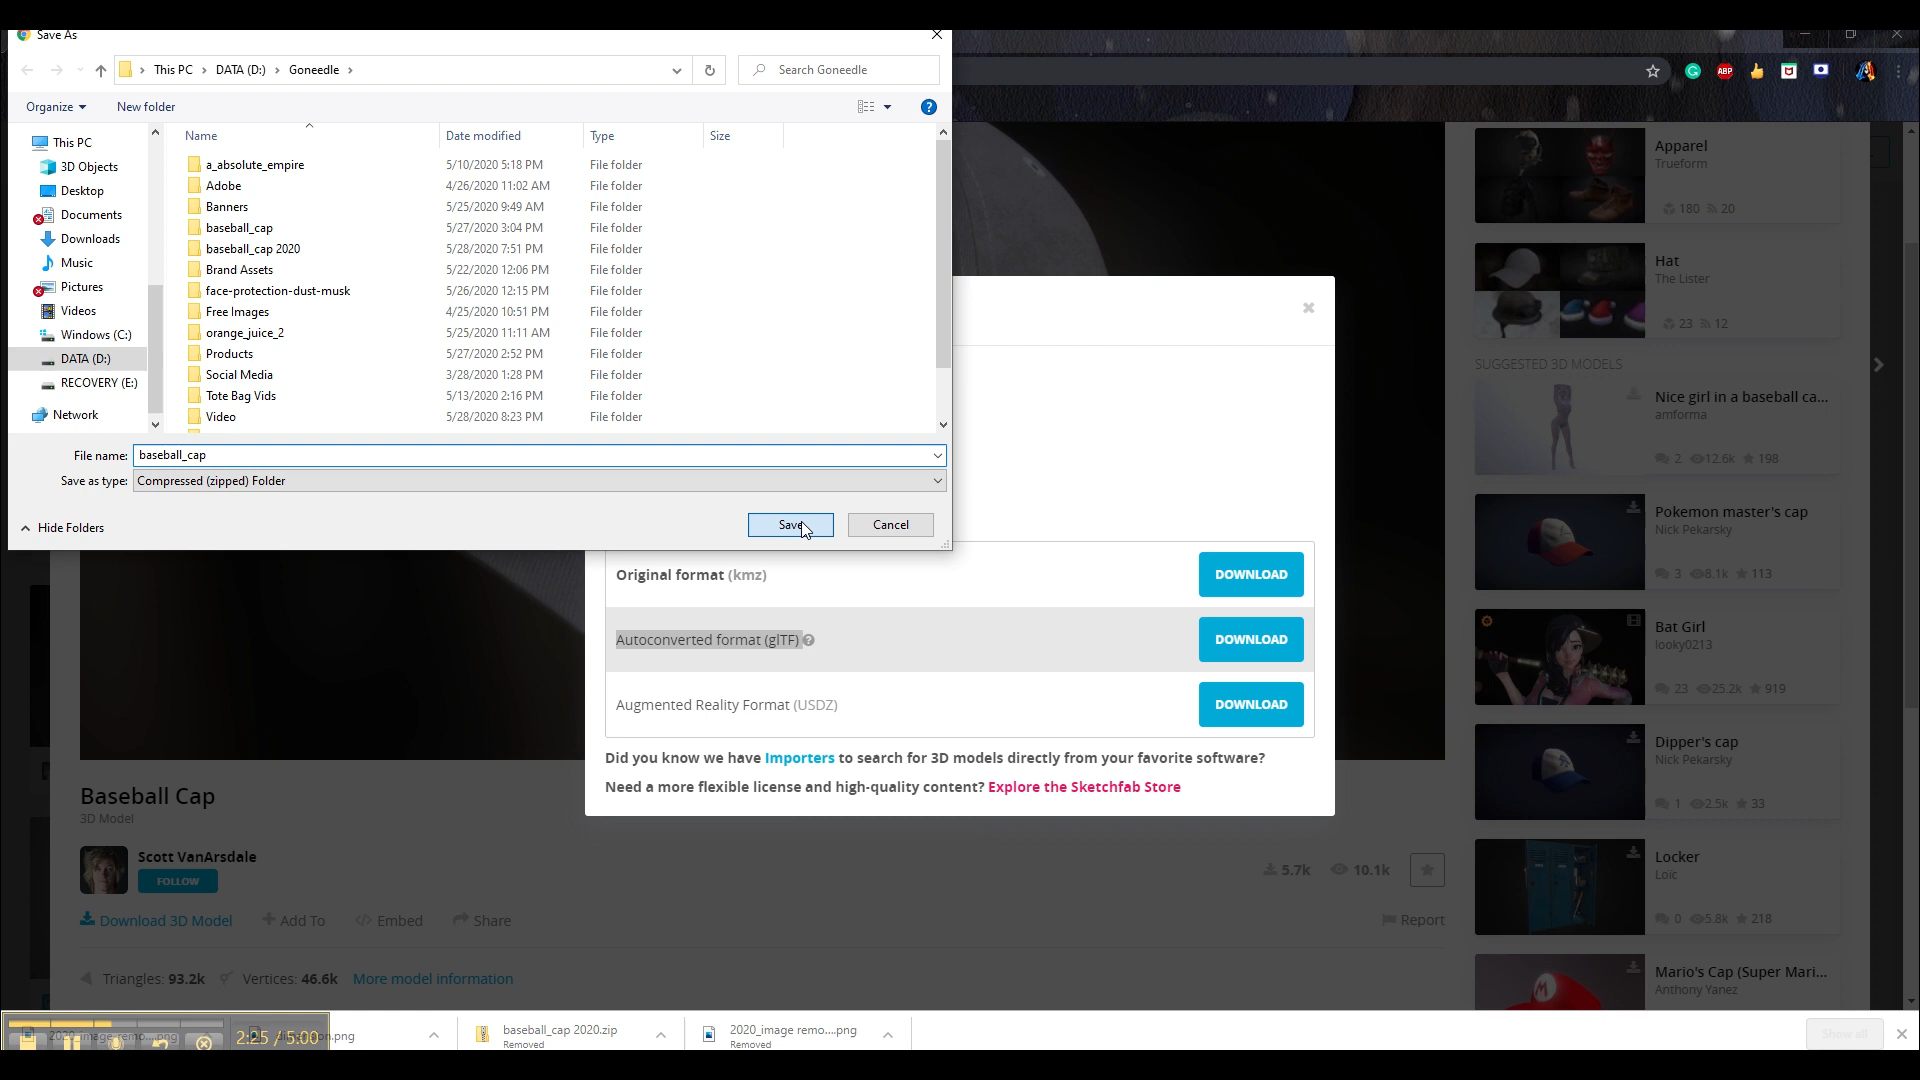 Save As
This PC > DATA (D:) > Goneedle >
Search Goneedle
ABP
Organize
New folder
?
This PC
3D Objects
Desktop
Documents
Downloads
Music
Pictures
Videos
Windows (C:)
DATA (D:)
RECOVERY (E:)
Network
Name Date modified Type Size
a_absolute_empire 5/10/2020 5:18 PM File folder
Adobe 4/26/2020 11:02 AM File folder
Banners 5/25/2020 9:49 AM File folder
baseball_cap 5/27/2020 3:04 PM File folder
baseball_cap 2020 5/28/2020 7:51 PM File folder
Brand Assets 5/22/2020 12:06 PM File folder
face-protection-dust-musk 5/26/2020 12:15 PM File folder
Free Images 4/25/2020 10:51 PM File folder
orange_juice_2 5/25/2020 11:11 AM File folder
Products 5/27/2020 2:52 PM File folder
Social Media 3/28/2020 1:28 PM File folder
Tote Bag Vids 5/13/2020 2:16 PM File folder
Video 5/28/2020 8:23 PM File folder
File name: baseball_cap
Save as type: Compressed (zipped) Folder
Hide Folders
Save
Cancel
Original format (kmz)
DOWNLOAD
Autoconverted format (glTF) ?
DOWNLOAD
Augmented Reality Format (USDZ)
DOWNLOAD
Did you know we have Importers to search for 3D models directly from your favorite software?
Need a more flexible license and high-quality content? Explore the Sketchfab Store
Baseball Cap
3D Model
Scott VanArsdale
FOLLOW
5.7k 10.1k
Download 3D Model
Add To
Embed
Share
Report
Triangles: 93.2k
Vertices: 46.6k
More model information
Apparel
Trueform
180 20
Hat
The Lister
23 12
SUGGESTED 3D MODELS
Nice girl in a baseball ca...
amforma
2 12.6k 198
Pokemon master's cap
Nick Pekarsky
3 8.1k 113
Bat Girl
looky0213
23 25.2k 919
Dipper's cap
Nick Pekarsky
1 2.5k 33
Locker
Loic
0 5.8k 218
Mario's Cap (Super Mari...
Anthony Yanez
M
2020_image remo....png
2:25 / 5:00
.png
baseball_cap 2020.zip
Removed
2020_image remo....png
Removed
Show all